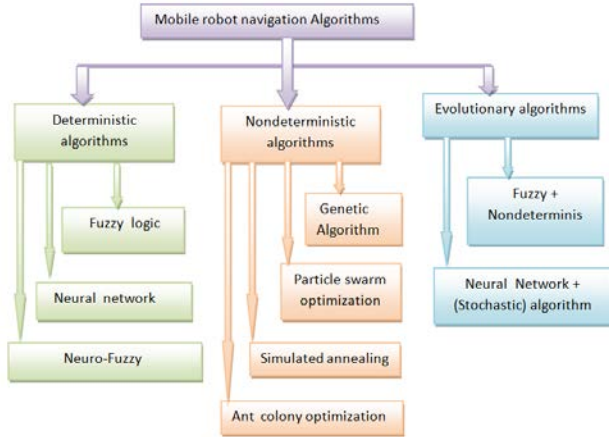 Mobile robot navigation Algorithms
Deterministic
algorithms
Fuzzy logic
Neural network
Neuro-Fuzzy
Nondeterministic
algorithms
Genetic
Algorithm
Particle swarm
optimization
Simulated annealing
Ant colony optimization
Evolutionary algorithms
Fuzzy +
Nondeterminis
Neural Network +
(Stochastic) algorithm